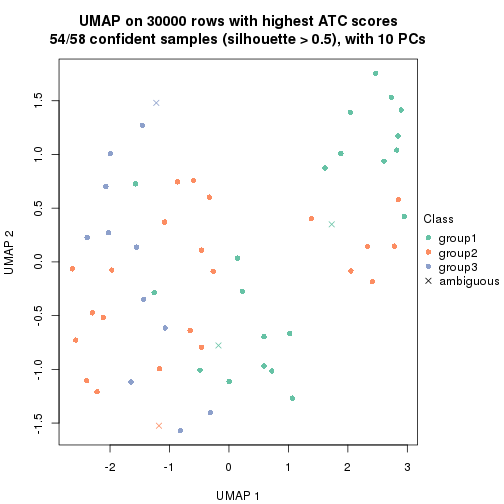 UMAP on 30000 rows with highest ATC scores
54/58 confident samples (silhouette > 0.5), with 10 PCs
1.5
1.0
0.5
0.0
-0.5
-1.0
-1.5
UMAP 2
-2
-1
0
1
2
3
UMAP 1
Class
group1
group2
group3
ambiguous